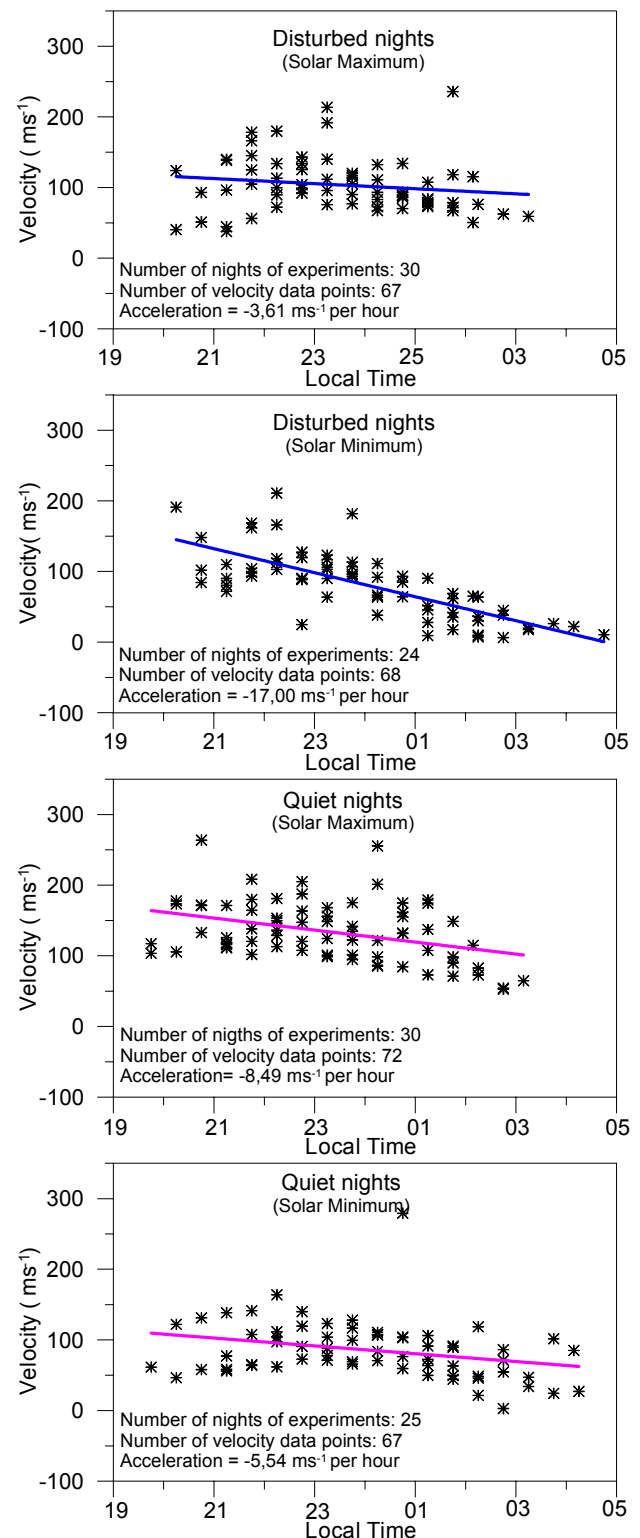 Disturbed nights
(Solar Maximum)
300
200
100
0
-100
Velocity ( ms⁻¹)
Number of nights of experiments: 30
Number of velocity data points: 67
Acceleration = -3,61 ms⁻¹ per hour
19 21 23 25 03 05
Local Time
Disturbed nights
(Solar Minimum)
300
200
100
0
-100
Velocity( ms⁻¹)
Number of nights of experiments: 24
Number of velocity data points: 68
Acceleration = -17,00 ms⁻¹ per hour
19 21 23 01 03 05
Local Time
Quiet nights
(Solar Maximum)
300
200
100
0
-100
Velocity ( ms⁻¹)
Number of nigths of experiments: 30
Number of velocity data points: 72
Acceleration= -8,49 ms⁻¹ per hour
19 21 23 01 03 05
Local Time
Quiet nights
(Solar Minimum)
300
200
100
0
-100
Velocity ( ms⁻¹)
Number of nights of experiments: 25
Number of velocity data points: 67
Acceleration = -5,54 ms⁻¹ per hour
19 21 23 01 03 05
Local Time